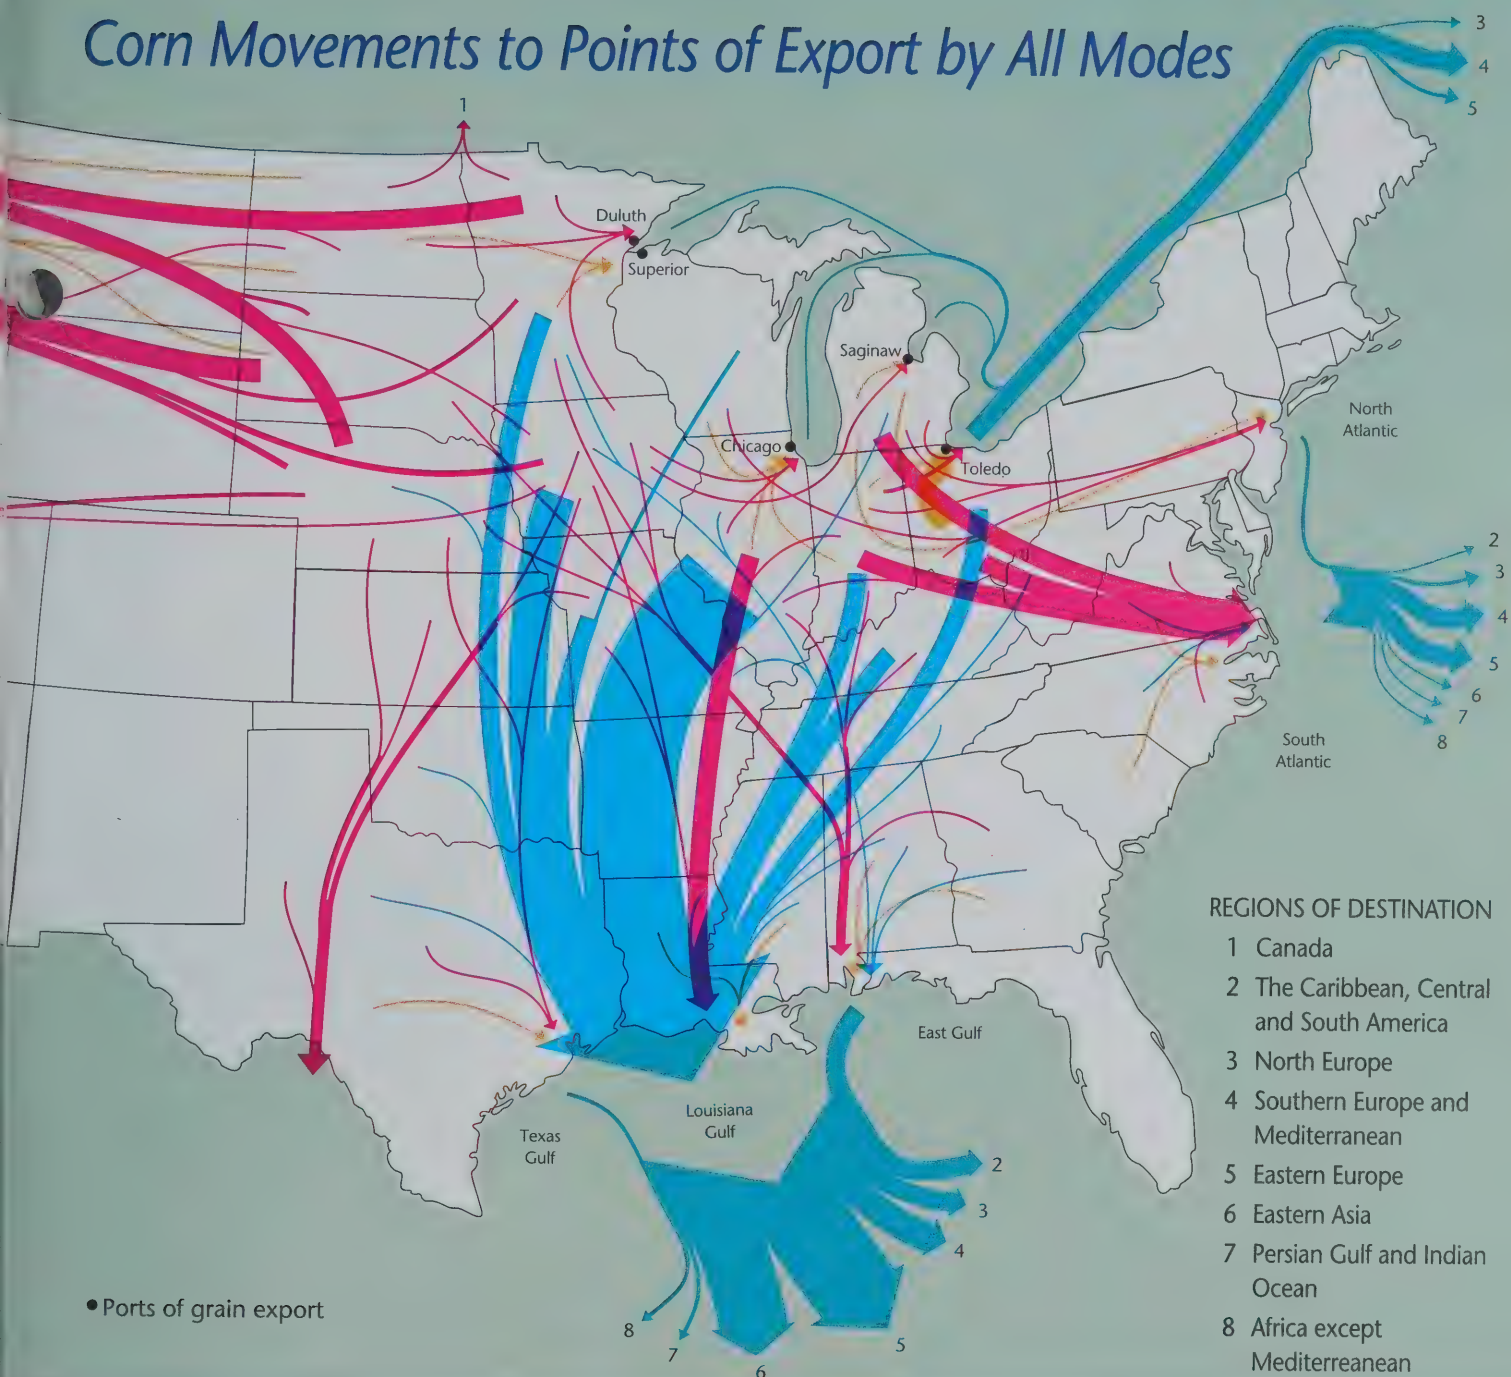 Corn Movements to Points of Export by All Modes
3
4
5
1
Duluth
Superior
Saginaw
Chicago
Toledo
North
Atlantic
2
3
4
5
6
7
8
South
Atlantic
REGIONS OF DESTINATION
1 Canada
2 The Caribbean, Central
and South America
3 North Europe
4 Southern Europe and
Mediterranean
5 Eastern Europe
6 Eastern Asia
7 Persian Gulf and Indian
Ocean
8 Africa except
Mediterreanean
East Gulf
Louisiana
Gulf
Texas
Gulf
2
3
4
5
6
7
8
Ports of grain export